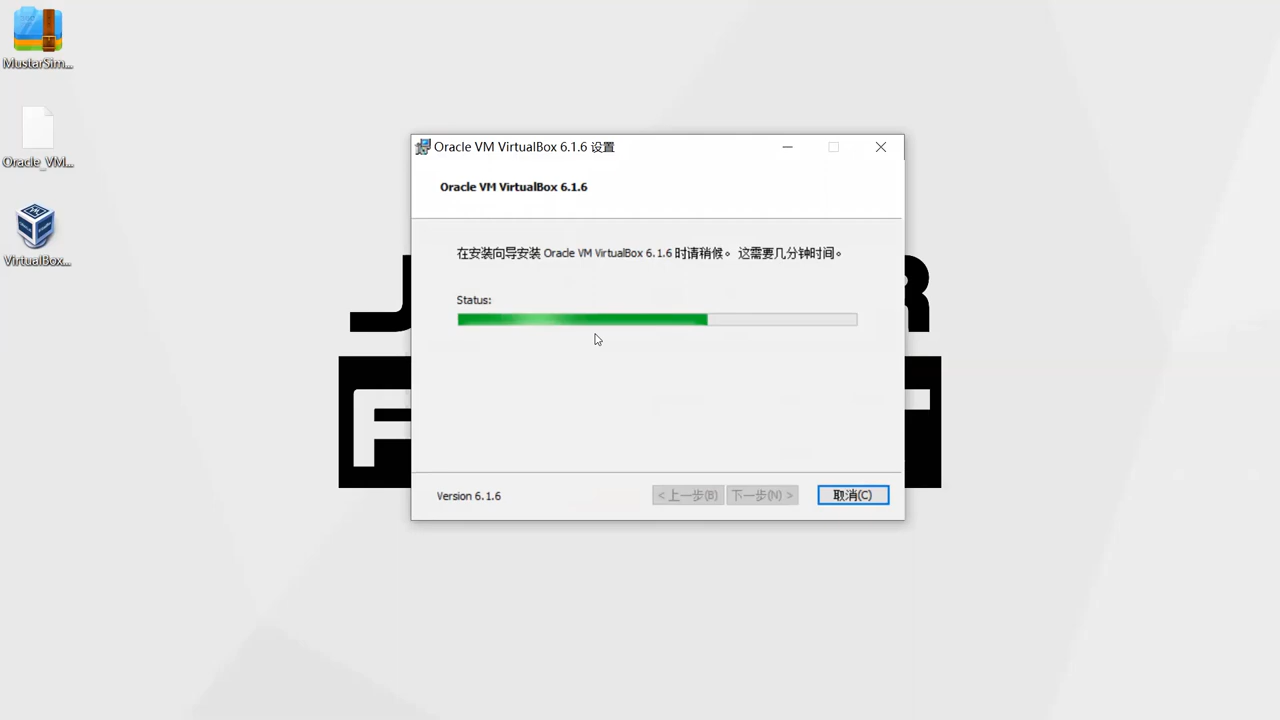 MustarSim...
Oracle_VM...
VirtualBox...
Oracle VM VirtualBox 6.1.6 设置
Oracle VM VirtualBox 6.1.6
在安装向导安装 Oracle VM VirtualBox 6.1.6 时请稍候。 这需要几分钟时间。
Status:
Version 6.1.6
< 上一步(B)
下一步(N) >
取消(C)